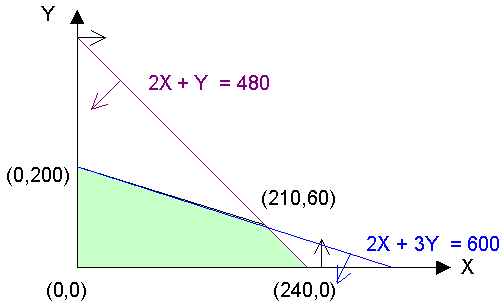 Y
2X + Y = 480
(0,200)
(210,60)
2X + 3Y = 600
X
(0,0)
(240,0)